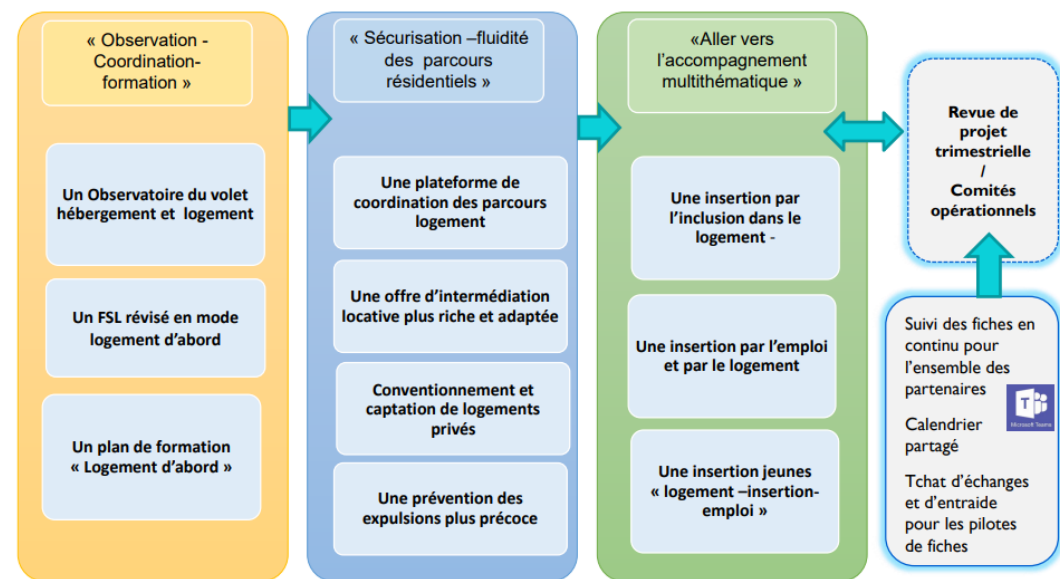 « Observation -
Coordination-
formation »
Un Observatoire du volet
hébergement et logement
Un FSL révisé en mode
logement d’abord
Un plan de formation
« Logement d’abord »
« Sécurisation –fluidité
des parcours
résidentiels »
Une plateforme de
coordination des parcours
logement
Une offre d’intermédiation
locative plus riche et adaptée
Conventionnement et
captation de logements
privés
Une prévention des
expulsions plus précoce
«Aller vers
l’accompagnement
multithématique »
Une insertion par
l’inclusion dans le
logement -
Une insertion par l’emploi
et par le logement
Une insertion jeunes
« logement –insertion-
emploi »
Revue de
projet
trimestrielle
/
Comités
opérationnels
Suivi des fiches en
continu pour
l’ensemble des
partenaires
Calendrier
partagé
Tchat d’échanges
et d’entraide
pour les pilotes
de fiches
T
Microsoft Teams